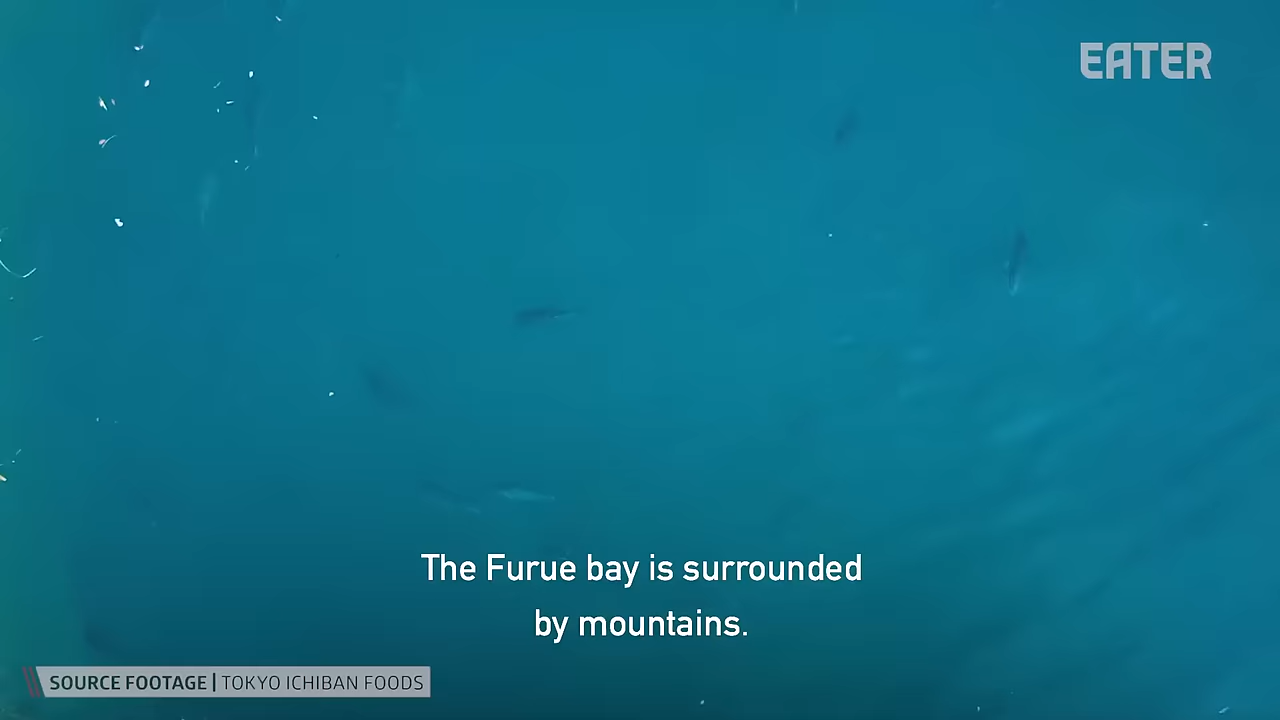 EATER
The Furue bay is surrounded
by mountains.
SOURCE FOOTAGE | TOKYO ICHIBAN FOODS